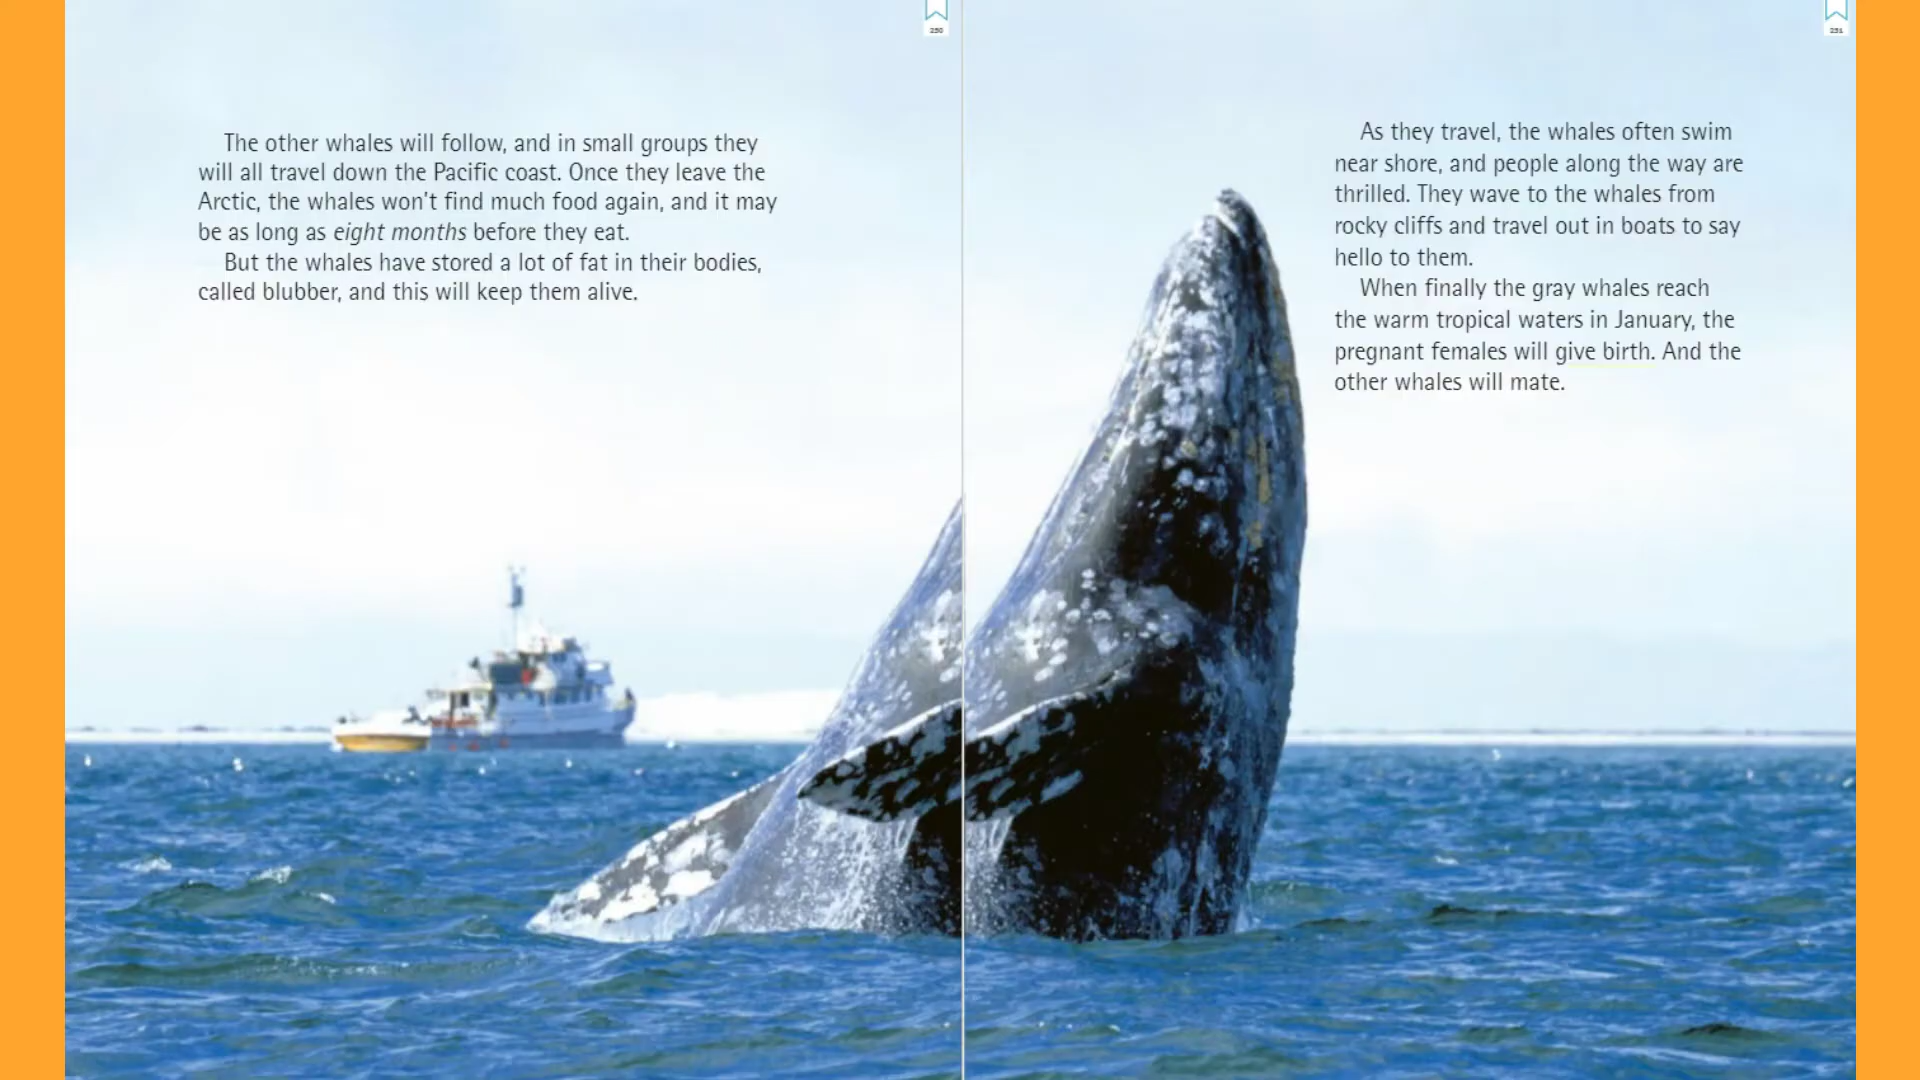 250
The other whales will follow, and in small groups they
will all travel down the Pacific coast. Once they leave the
Arctic, the whales won't find much food again, and it may
be as long as eight months before they eat.
But the whales have stored a lot of fat in their bodies,
called blubber, and this will keep them alive.
251
As they travel, the whales often swim
near shore, and people along the way are
thrilled. They wave to the whales from
rocky cliffs and travel out in boats to say
hello to them.
When finally the gray whales reach
the warm tropical waters in January, the
pregnant females will give birth. And the
other whales will mate.